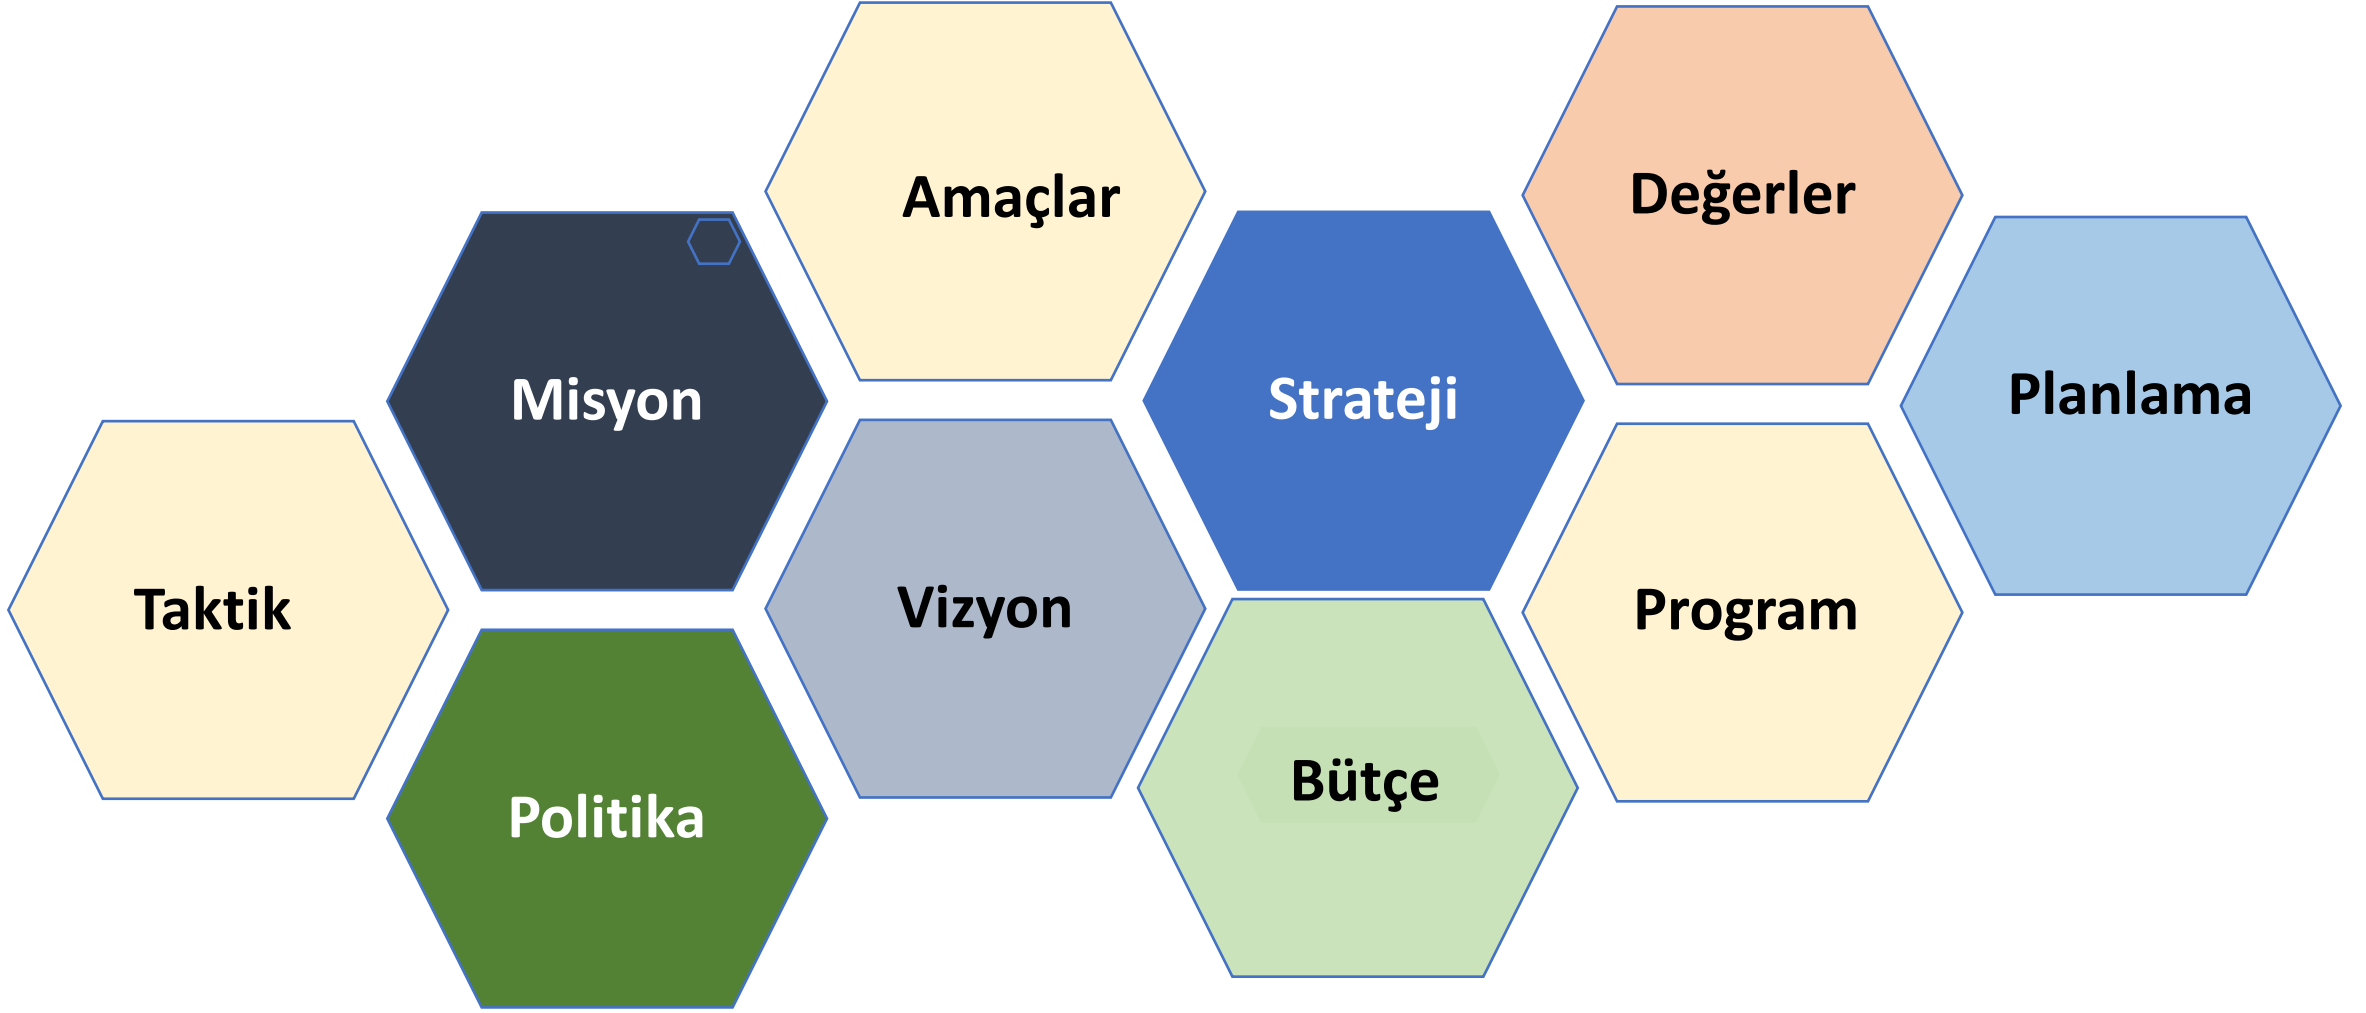 Amaçlar
Değerler
Misyon
Strateji
Planlama
Taktik
Vizyon
Program
Politika
Bütçe